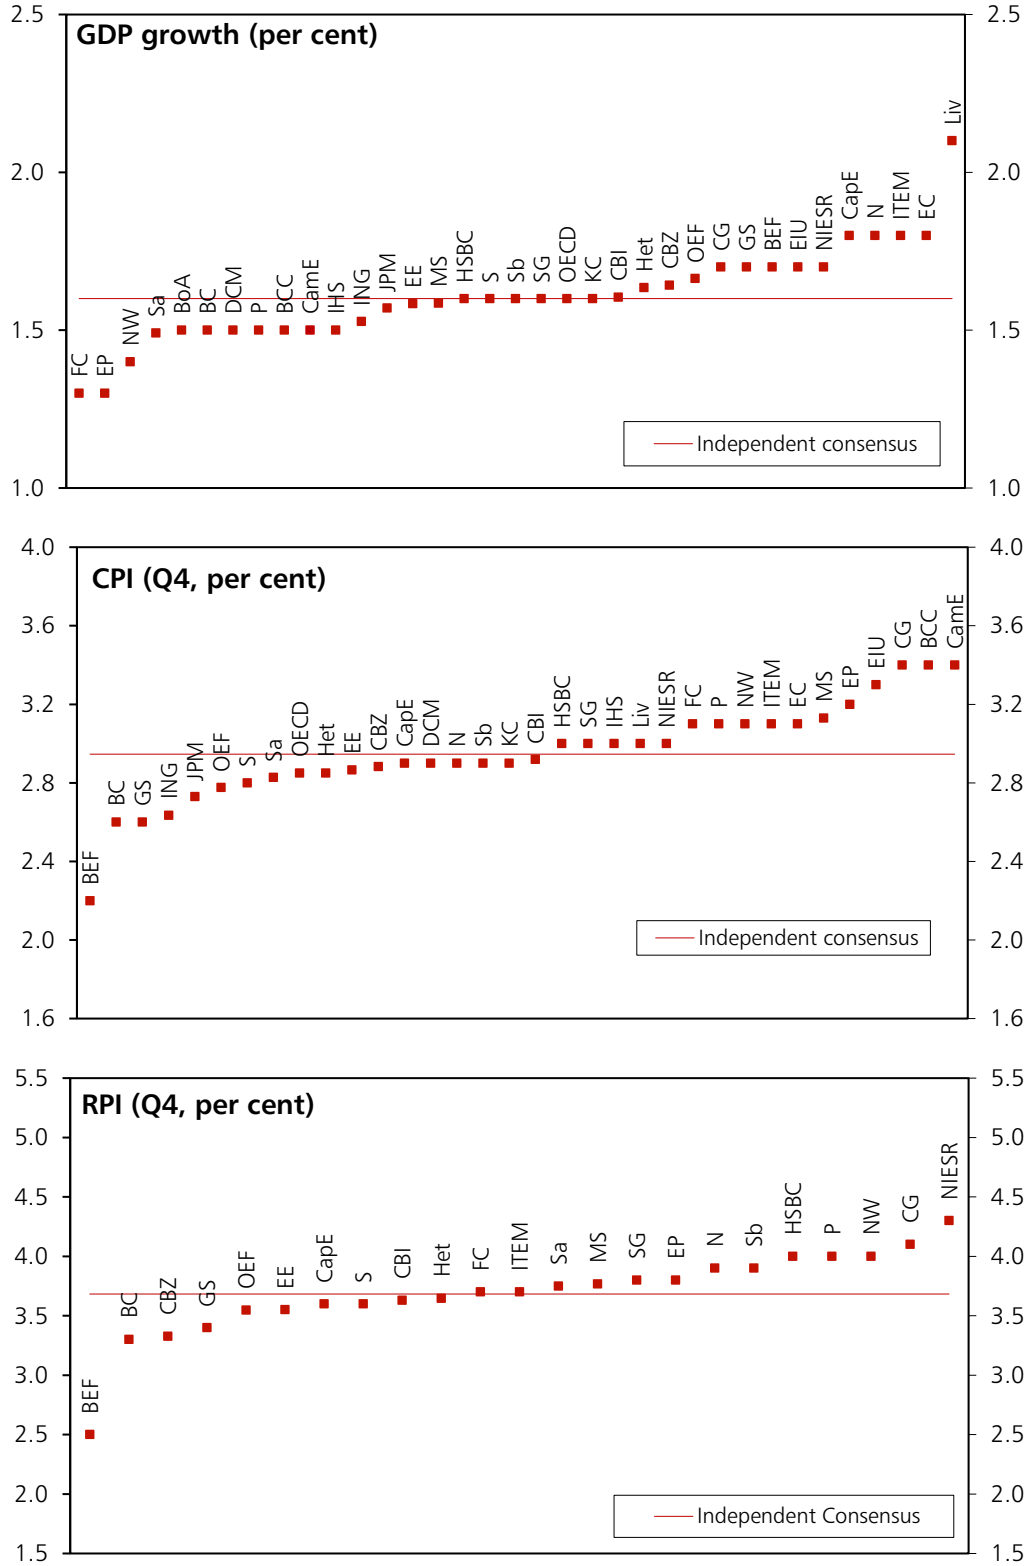 GDP growth (per cent)
2.5 2.5
2.0 2.0
1.5 1.5
1.0 1.0
FC EP NW Sa BoA BC DCM P BCC CamE IHS ING JPM EE MS HSBC S Sb SG OECD KC CBI Het CBZ OEF CG GS BEF EIU NIESR CapE N ITEM EC Liv
Independent consensus
CPI (Q4, per cent)
4.0 4.0
3.6 3.6
3.2 3.2
2.8 2.8
2.4 2.4
2.0 2.0
1.6 1.6
BEF BC GS ING JPM OEF S Sa OECD Het EE CBZ CapE DCM N Sb KC CBI HSBC SG IHS Liv NIESR FC P NW ITEM EC MS EP EIU CG BCC CamE
Independent consensus
RPI (Q4, per cent)
5.5 5.5
5.0 5.0
4.5 4.5
4.0 4.0
3.5 3.5
3.0 3.0
2.5 2.5
2.0 2.0
1.5 1.5
BEF BC CBZ GS OEF EE CapE S CBI Het FC ITEM Sa MS SG EP N Sb HSBC P NW CG NIESR
Independent Consensus